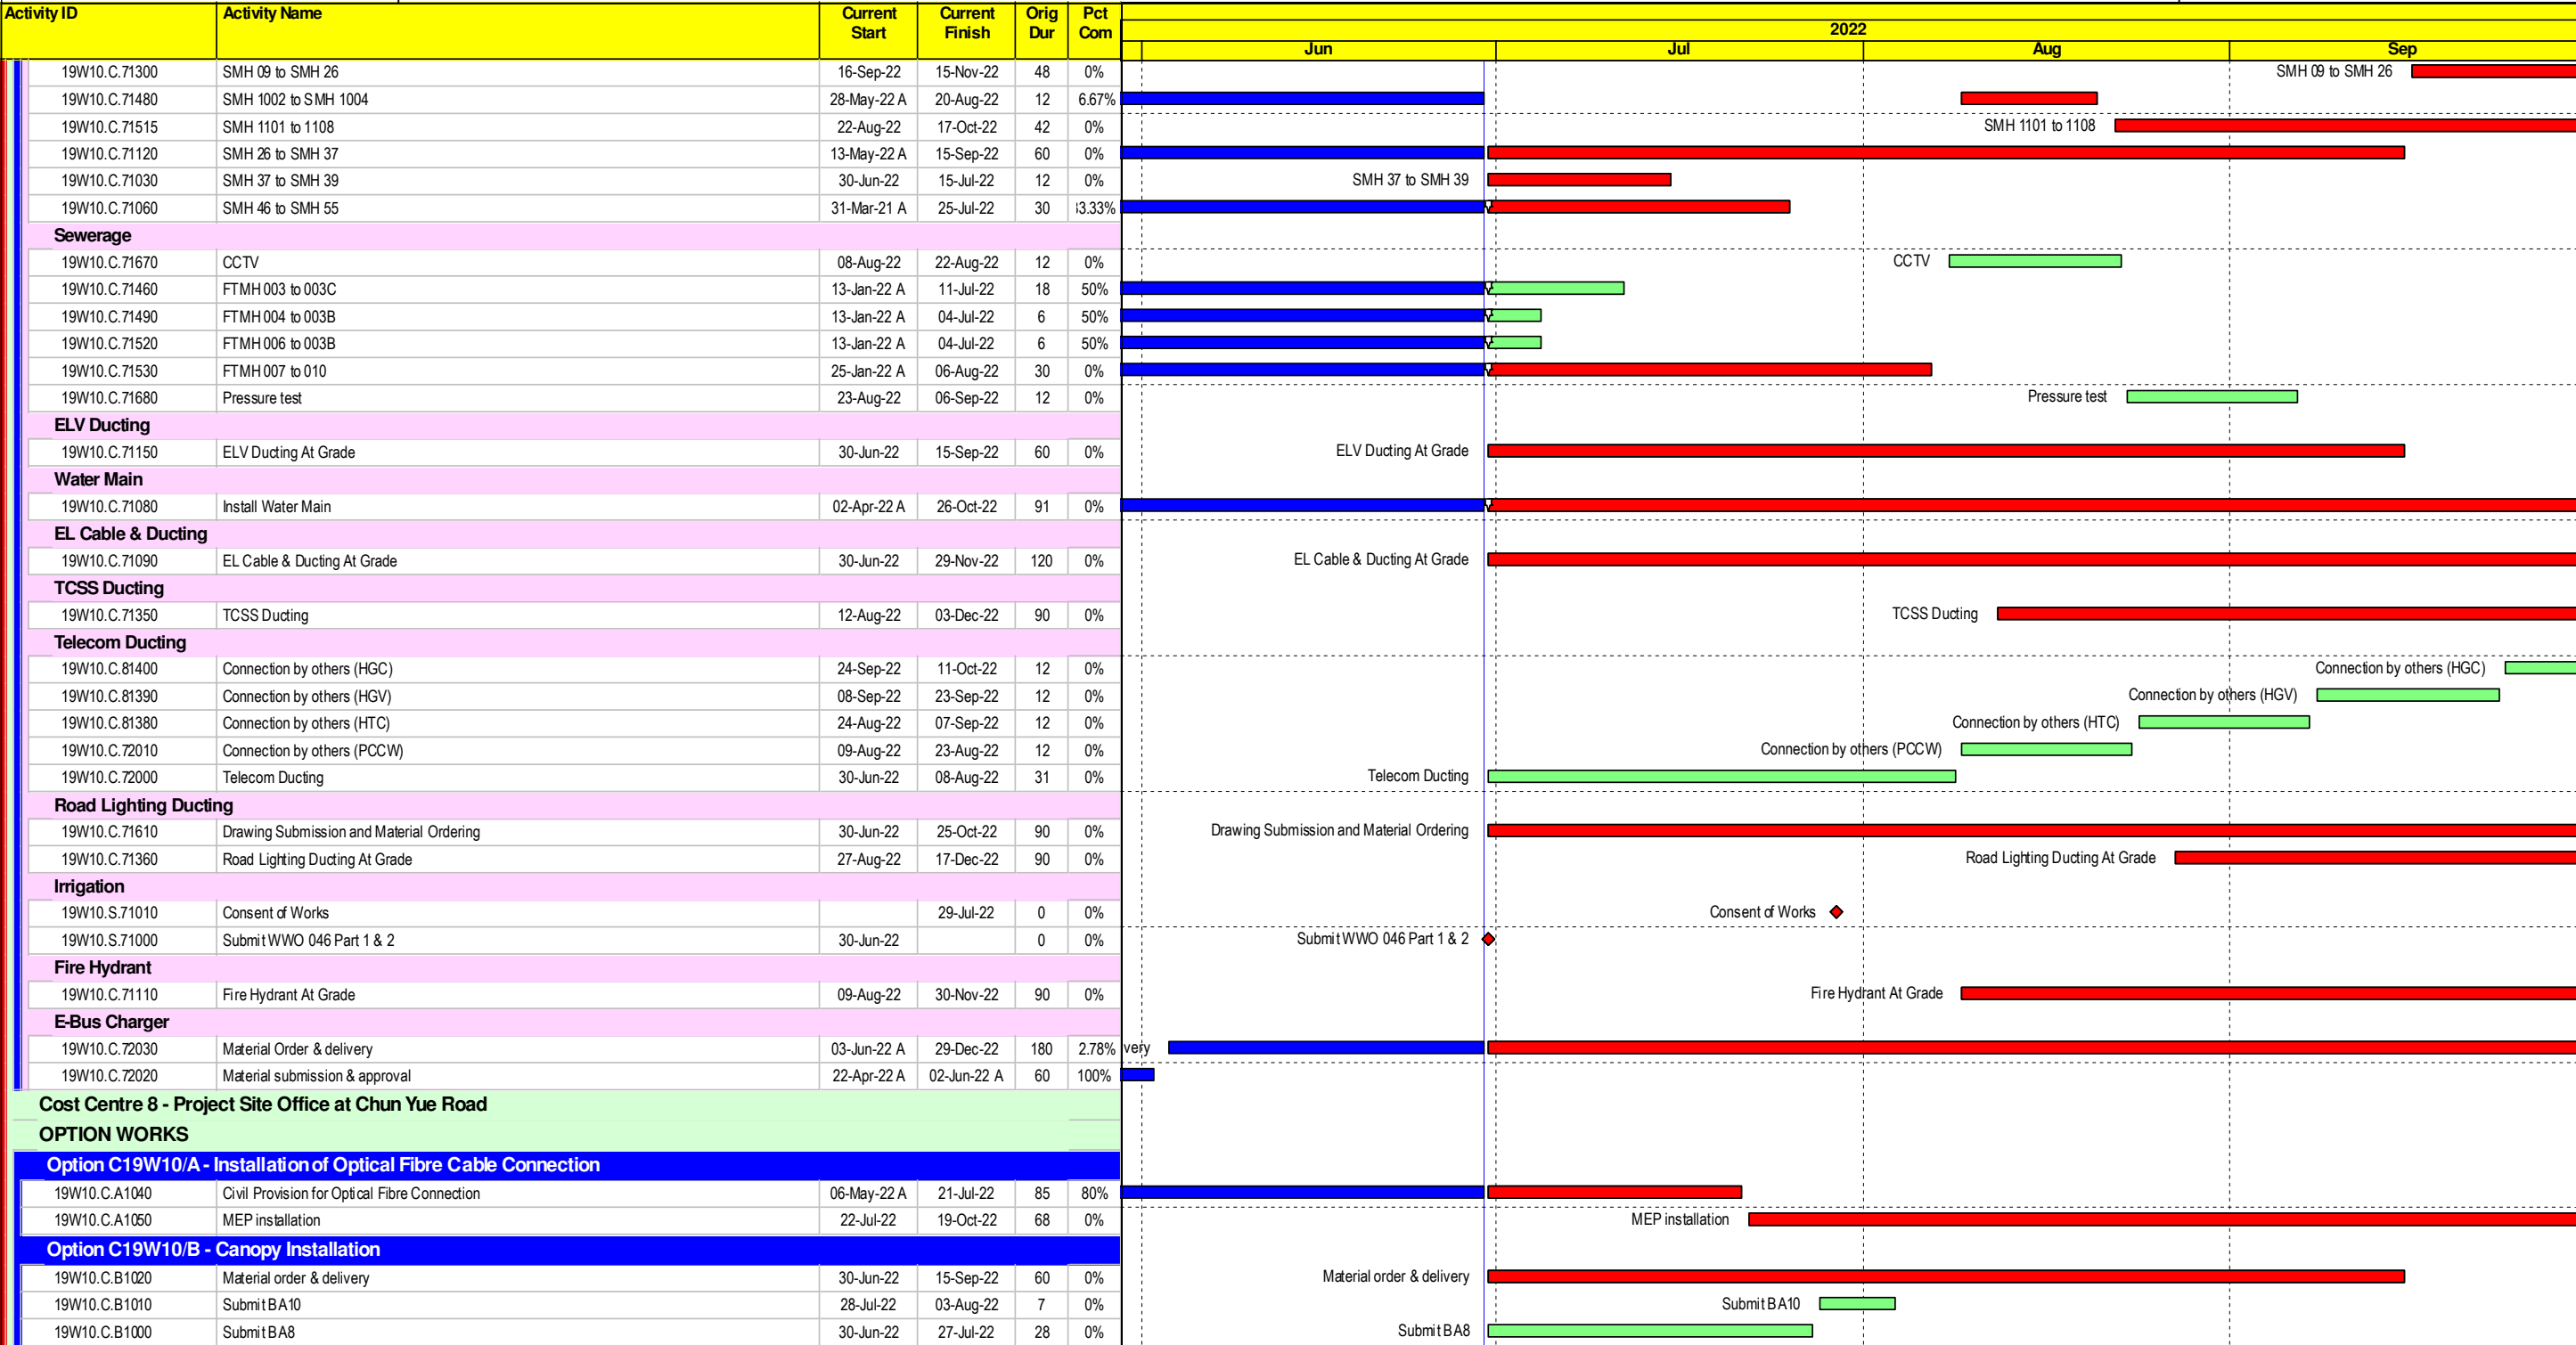 Activity ID Activity Name Current Start Current Finish Orig Dur Pct Com
2022
Jun Jul Aug Sep
19W10.C.71300 SMH 09 to SMH 26 16-Sep-22 15-Nov-22 48 0% SMH 09 to SMH 26
19W10.C.71480 SMH 1002 to SMH 1004 28-May-22 A 20-Aug-22 12 6.67%
19W10.C.71515 SMH 1101 to 1108 22-Aug-22 17-Oct-22 42 0% SMH 1101 to 1108
19W10.C.71120 SMH 26 to SMH 37 13-May-22 A 15-Sep-22 60 0%
19W10.C.71030 SMH 37 to SMH 39 30-Jun-22 15-Jul-22 12 0% SMH 37 to SMH 39
19W10.C.71060 SMH 46 to SMH 55 31-Mar-21 A 25-Jul-22 30 3.33%
Sewerage
19W10.C.71670 CCTV 08-Aug-22 22-Aug-22 12 0% CCTV
19W10.C.71460 FTMH 003 to 003C 13-Jan-22 A 11-Jul-22 18 50%
19W10.C.71490 FTMH 004 to 003B 13-Jan-22 A 04-Jul-22 6 50%
19W10.C.71520 FTMH 006 to 003B 13-Jan-22 A 04-Jul-22 6 50%
19W10.C.71530 FTMH 007 to 010 25-Jan-22 A 06-Aug-22 30 0%
19W10.C.71680 Pressure test 23-Aug-22 06-Sep-22 12 0% Pressure test
ELV Ducting
19W10.C.71150 ELV Ducting At Grade 30-Jun-22 15-Sep-22 60 0% ELV Ducting At Grade
Water Main
19W10.C.71080 Install Water Main 02-Apr-22 A 26-Oct-22 91 0%
EL Cable & Ducting
19W10.C.71090 EL Cable & Ducting At Grade 30-Jun-22 29-Nov-22 120 0% EL Cable & Ducting At Grade
TCSS Ducting
19W10.C.71350 TCSS Ducting 12-Aug-22 03-Dec-22 90 0% TCSS Ducting
Telecom Ducting
19W10.C.81400 Connection by others (HGC) 24-Sep-22 11-Oct-22 12 0% Connection by others (HGC)
19W10.C.81390 Connection by others (HGV) 08-Sep-22 23-Sep-22 12 0% Connection by others (HGV)
19W10.C.81380 Connection by others (HTC) 24-Aug-22 07-Sep-22 12 0% Connection by others (HTC)
19W10.C.72010 Connection by others (PCCW) 09-Aug-22 23-Aug-22 12 0% Connection by others (PCCW)
19W10.C.72000 Telecom Ducting 30-Jun-22 08-Aug-22 31 0% Telecom Ducting
Road Lighting Ducting
19W10.C.71610 Drawing Submission and Material Ordering 30-Jun-22 25-Oct-22 90 0% Drawing Submission and Material Ordering
19W10.C.71360 Road Lighting Ducting At Grade 27-Aug-22 17-Dec-22 90 0% Road Lighting Ducting At Grade
Irrigation
19W10.S.71010 Consent of Works 29-Jul-22 0 0% Consent of Works
19W10.S.71000 Submit WWO 046 Part 1 & 2 30-Jun-22 0 0% Submit WWO 046 Part 1 & 2
Fire Hydrant
19W10.C.71110 Fire Hydrant At Grade 09-Aug-22 30-Nov-22 90 0% Fire Hydrant At Grade
E-Bus Charger
19W10.C.72030 Material Order & delivery 03-Jun-22 A 29-Dec-22 180 2.78% very
19W10.C.72020 Material submission & approval 22-Apr-22 A 02-Jun-22 A 60 100%
Cost Centre 8 - Project Site Office at Chun Yue Road
OPTION WORKS
Option C19W10/A - Installation of Optical Fibre Cable Connection
19W10.C.A1040 Civil Provision for Optical Fibre Connection 06-May-22 A 21-Jul-22 85 80%
19W10.C.A1050 MEP installation 22-Jul-22 19-Oct-22 68 0% MEP installation
Option C19W10/B - Canopy Installation
19W10.C.B1020 Material order & delivery 30-Jun-22 15-Sep-22 60 0% Material order & delivery
19W10.C.B1010 Submit BA10 28-Jul-22 03-Aug-22 7 0% Submit BA10
19W10.C.B1000 Submit BA8 30-Jun-22 27-Jul-22 28 0% Submit BA8